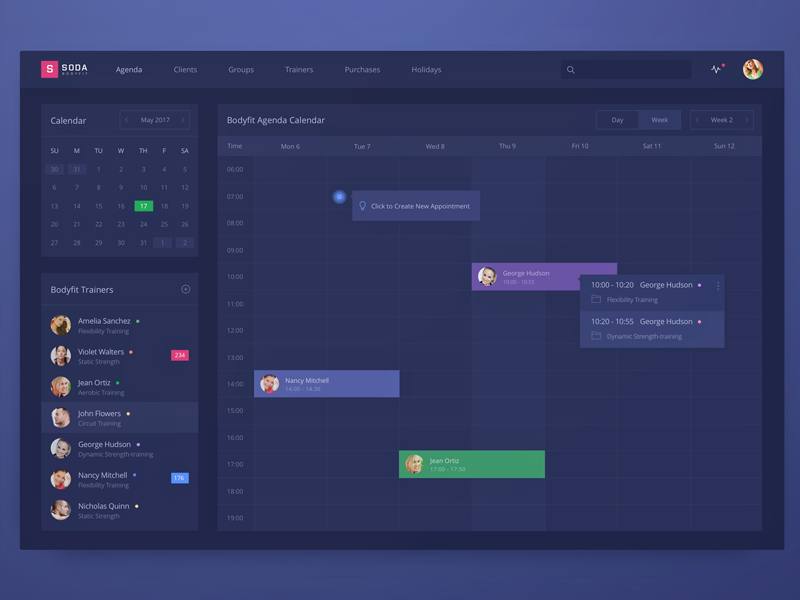 S SODA
BODYFIT
Agenda Clients Groups Trainers Purchases Holidays
Calendar
May 2017
SU M TU W TH F SA
30 31 1 2 3 4 5
6 7 8 9 10 11 12
13 14 15 16 17 18 19
20 21 22 23 24 25 26
27 28 29 30 31 1 2
Bodyfit Trainers
Amelia Sanchez
Flexibility Training
Violet Walters
Static Strength
234
Jean Ortiz
Aerobic Training
John Flowers
Circuit Training
George Hudson
Dynamic Strength-training
Nancy Mitchell
Flexibility Training
176
Nicholas Quinn
Static Strength
Bodyfit Agenda Calendar
Day Week
Week 2
Time Mon 6 Tue 7 Wed 8 Thu 9 Fri 10 Sat 11 Sun 12
06:00
07:00
Click to Create New Appointment
08:00
09:00
10:00
George Hudson
10:00 - 10:55
10:00 - 10:20 George Hudson
Flexibility Training
10:20 - 10:55 George Hudson
Dynamic Strength-training
11:00
12:00
13:00
14:00
Nancy Mitchell
14:00 - 14:30
15:00
16:00
17:00
Jean Ortiz
17:00 - 17:50
18:00
19:00